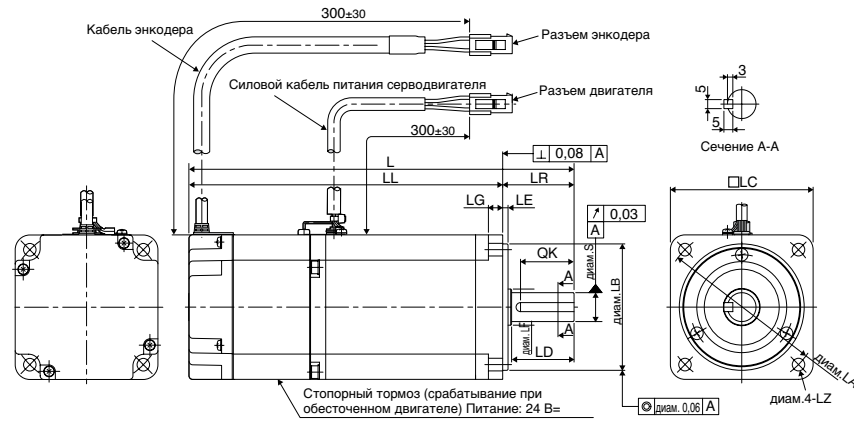 300±30
Кабель энкодера
Разъем энкодера
Силовой кабель питания серводвигателя
Разъем двигателя
300±30
3
5
5
Сечение A-A
⊥ 0,08 A
L
LL
LR
LG
LE
□LC
↗ 0,03
A
QK
A
A
диам.S
диам.LB
диам.LF
LD
диам.LA
диам.4-LZ
Стопорный тормоз (срабатывание при
обесточенном двигателе) Питание: 24 В=
◎ диам. 0,06 A